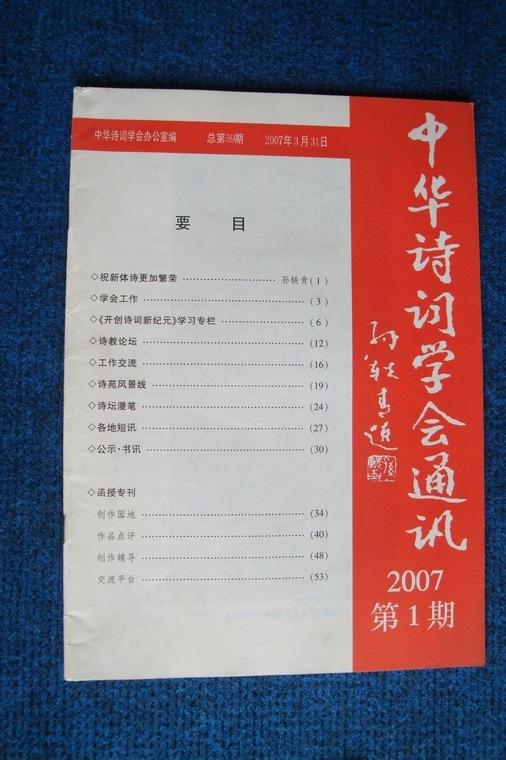 中华诗词学会办公室编 总第59期 2007年3月31日
中华诗词学会通讯
孙轶青题
2007
第1期
要 目
◇祝新体诗更加繁荣 …………………… 孙轶青(1)
◇学会工作 …………………………………… (3)
◇《开创诗词新纪元》学习专栏 ………………… (6)
◇诗教论坛 …………………………………… (12)
◇工作交流 …………………………………… (16)
◇诗苑风景线 ………………………………… (19)
◇诗坛漫笔 …………………………………… (24)
◇各地短讯 …………………………………… (27)
◇公示·书讯 ………………………………… (30)
◇函授专刊
创作园地 …………………………………… (34)
作品点评 …………………………………… (40)
创作辅导 …………………………………… (48)
交流平台 …………………………………… (53)